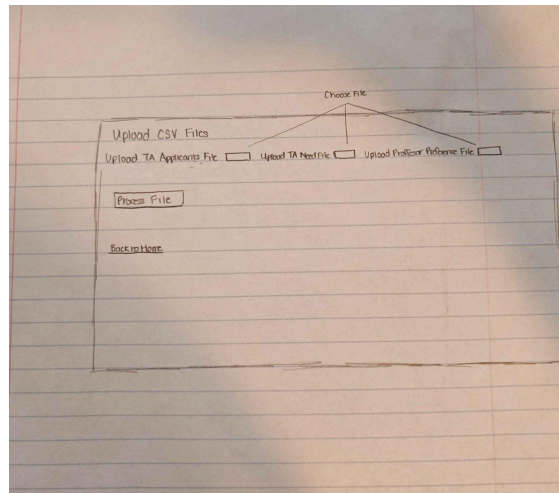 Choose File
Upload CSV Files
Upload TA Applicants File Upload TA Need File Upload Proffesor Preference File
Process File
Back to Home